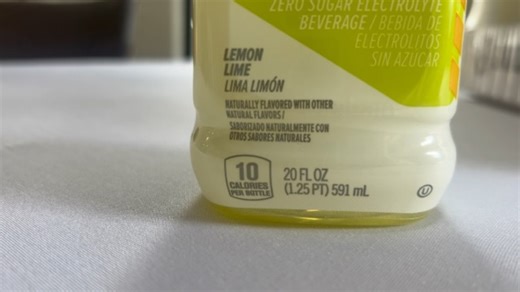 ZERO SUGAR ELECTROLYTE
BEVERAGE / BEBIDA DE
ELECTROLITOS
SIN AZÚCAR
LEMON
LIME
LIMA LIMÓN
NATURALLY FLAVORED WITH OTHER
NATURAL FLAVORS /
SABORIZADO NATURALMENTE CON
OTROS SABORES NATURALES
10
CALORIES
PER BOTTLE
20 FL OZ
(1.25 PT) 591 mL
U